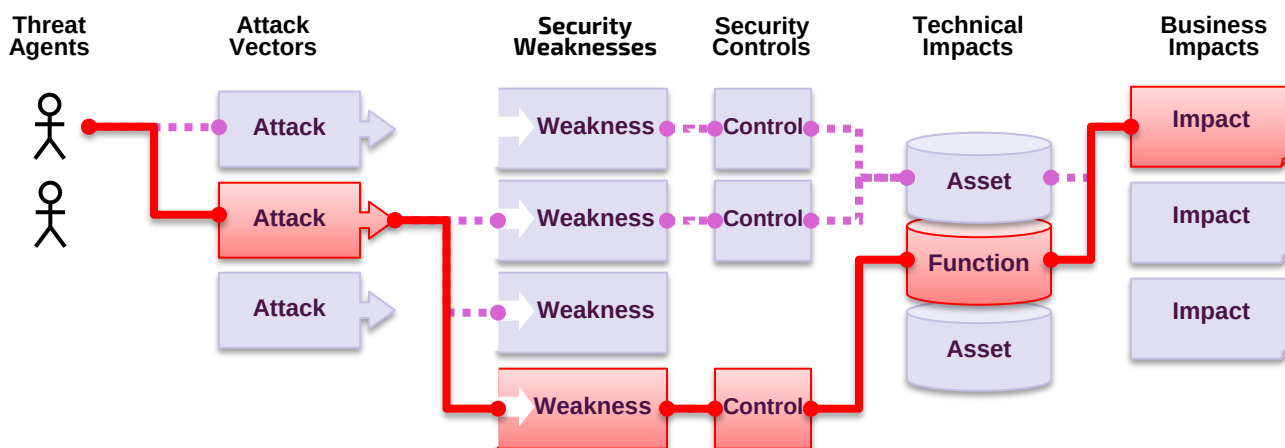 Threat
Agents
Attack
Vectors
Security
Weaknesses
Security
Controls
Technical
Impacts
Business
Impacts
Attack
Weakness
Control
Impact
Asset
Attack
Weakness
Control
Impact
Function
Attack
Weakness
Impact
Asset
Weakness
Control